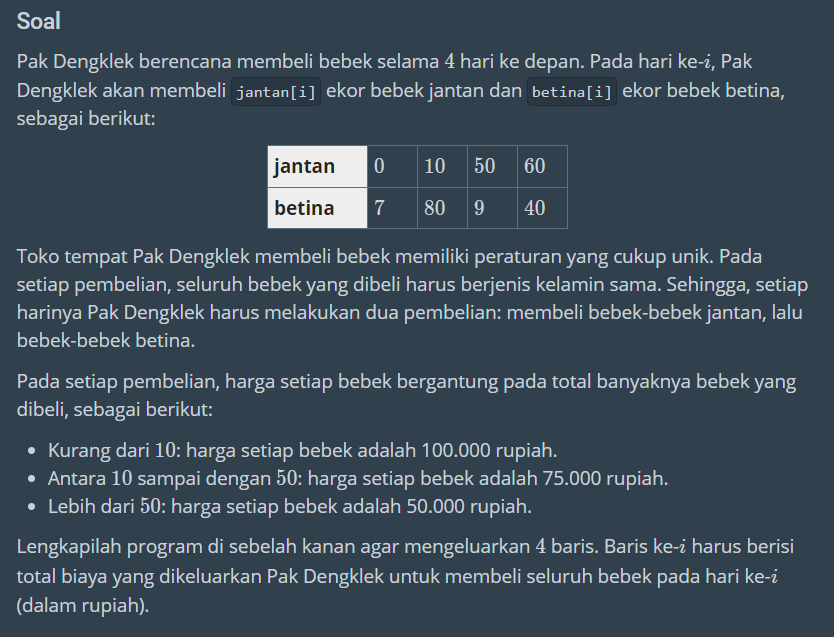 Soal
Pak Dengklek berencana membeli bebek selama 4 hari ke depan. Pada hari ke-i, Pak
Dengklek akan membeli jantan[i] ekor bebek jantan dan betina[i] ekor bebek betina,
sebagai berikut:
jantan 0 10 50 60
betina 7 80 9 40
Toko tempat Pak Dengklek membeli bebek memiliki peraturan yang cukup unik. Pada
setiap pembelian, seluruh bebek yang dibeli harus berjenis kelamin sama. Sehingga, setiap
harinya Pak Dengklek harus melakukan dua pembelian: membeli bebek-bebek jantan, lalu
bebek-bebek betina.
Pada setiap pembelian, harga setiap bebek bergantung pada total banyaknya bebek yang
dibeli, sebagai berikut:
• Kurang dari 10: harga setiap bebek adalah 100.000 rupiah.
• Antara 10 sampai dengan 50: harga setiap bebek adalah 75.000 rupiah.
• Lebih dari 50: harga setiap bebek adalah 50.000 rupiah.
Lengkapilah program di sebelah kanan agar mengeluarkan 4 baris. Baris ke-i harus berisi
total biaya yang dikeluarkan Pak Dengklek untuk membeli seluruh bebek pada hari ke-i
(dalam rupiah).